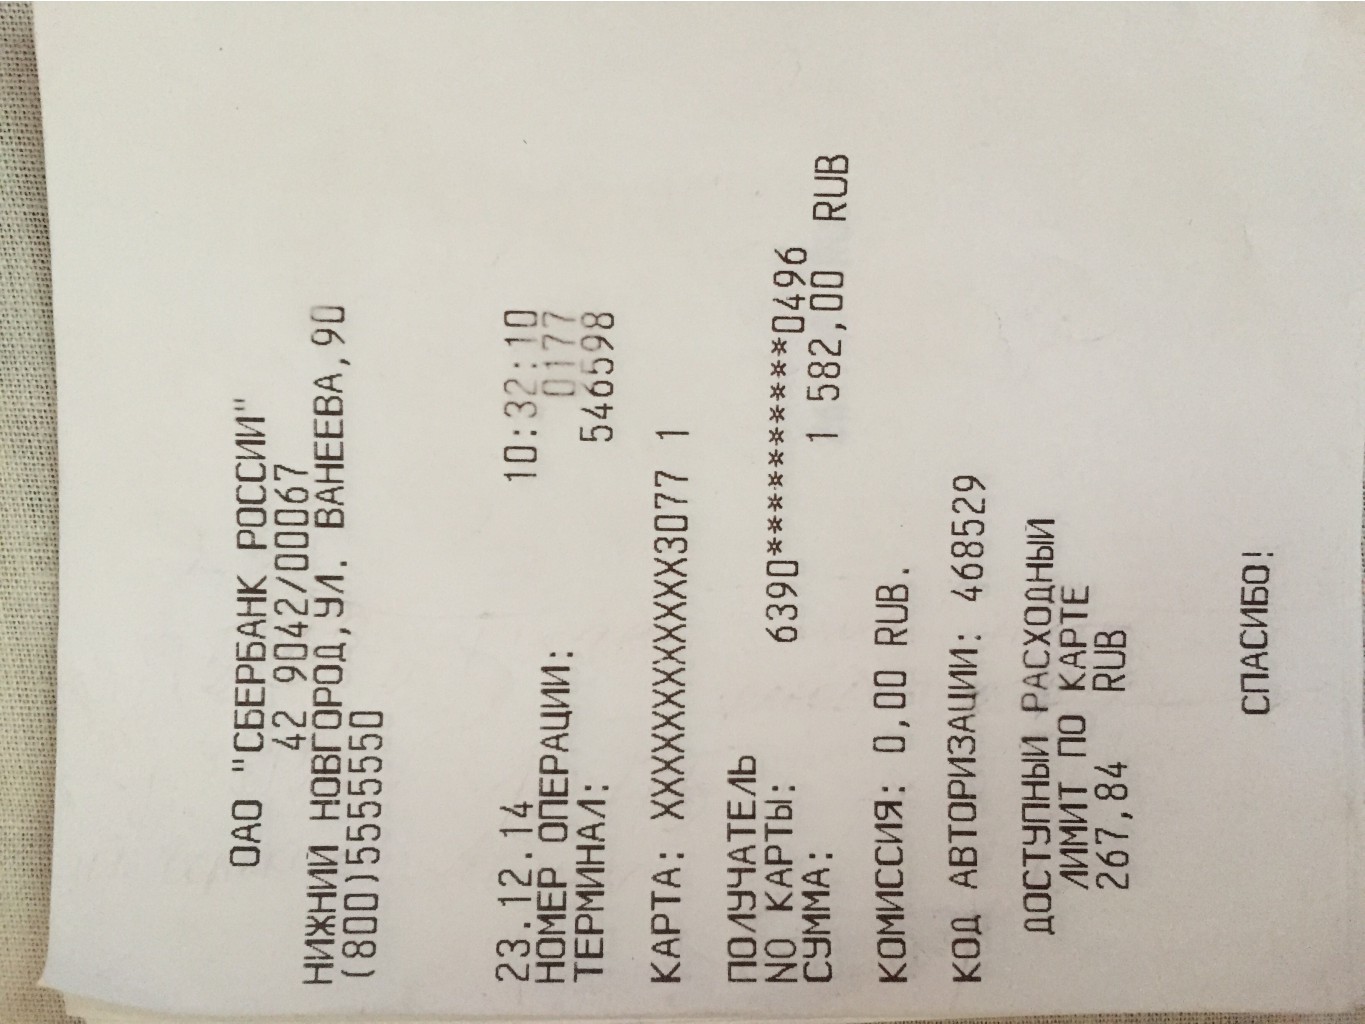 ОАО "СБЕРБАНК РОССИИ"
42 9042/00067
НИЖНИЙ НОВГОРОД,УЛ. ВАНЕЕВА,90
(800)5555550
23.12.14 10:32:10
НОМЕР ОПЕРАЦИИ: 0177
ТЕРМИНАЛ: 546598
КАРТА: XXXXXXXXXXXXXX3077 1
ПОЛУЧАТЕЛЬ
NO КАРТЫ: 6390***********0496
СУММА: 1 582,00 RUB
КОМИССИЯ: 0,00 RUB.
КОД АВТОРИЗАЦИИ: 468529
ДОСТУПНЫЙ РАСХОДНЫЙ
ЛИМИТ ПО КАРТЕ
267,84 RUB
СПАСИБО!